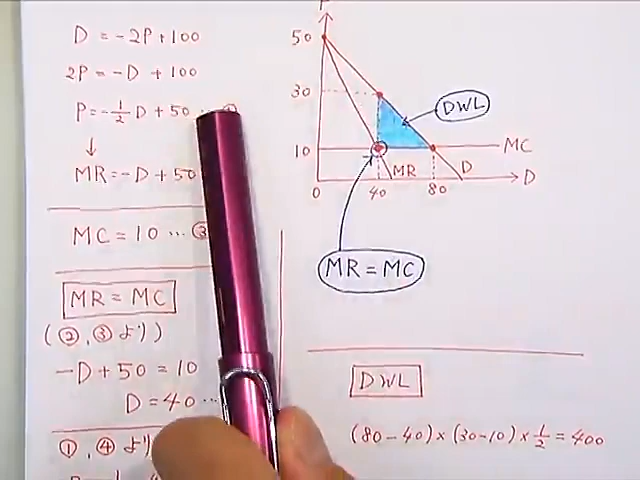 D = -2P+100
2P = -D + 100
P = -1/2 D + 50 ...
↓
MR = -D + 50
MC = 10 ... ③
MR = MC
(②, ③より)
-D + 50 = 10
D = 40 ...
①, ④より
P
50
30
10
0
40
80
DWL
MC
MR
D
D
MR = MC
DWL
(80-40)×(30-10)×1/2 = 400